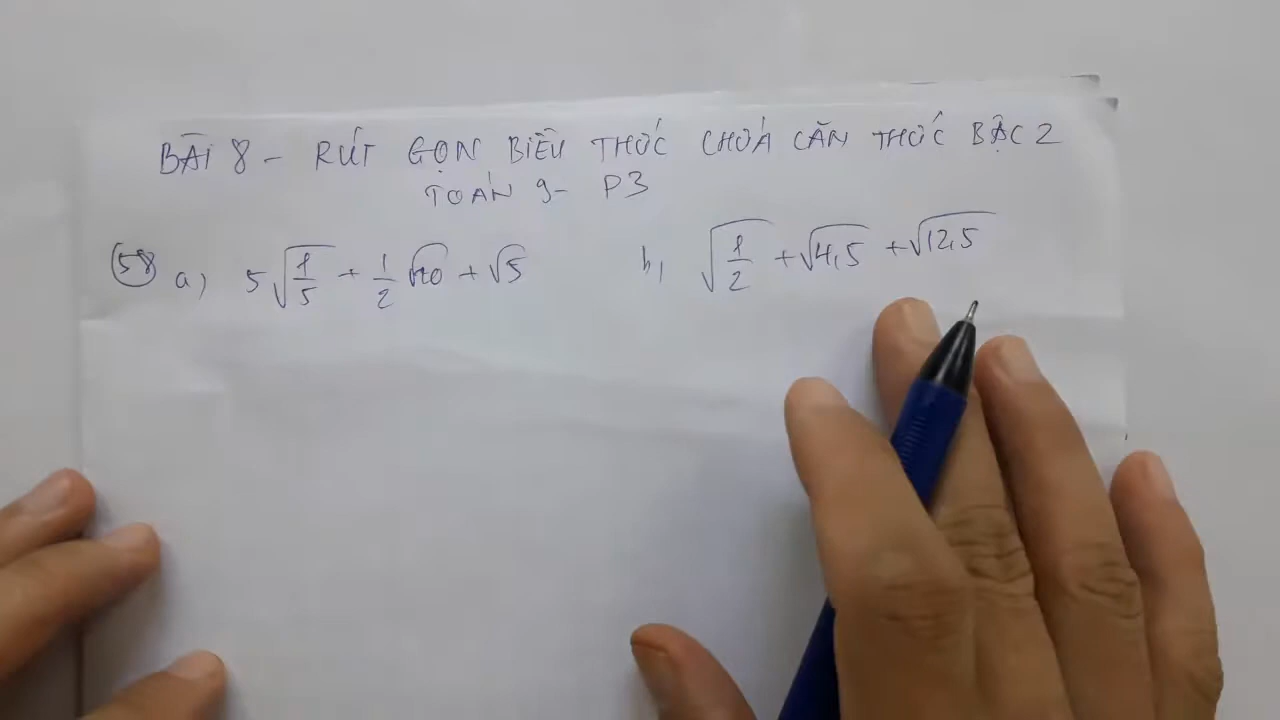 BÀI 8 - RÚT GỌN BIỂU THỨC CHỨA CĂN THỨC BẬC 2
TOÁN 9 - P3
(58) a) 5√(1/5) + 1/2 √20 + √5
b) √(1/2) + √4,5 + √12,5